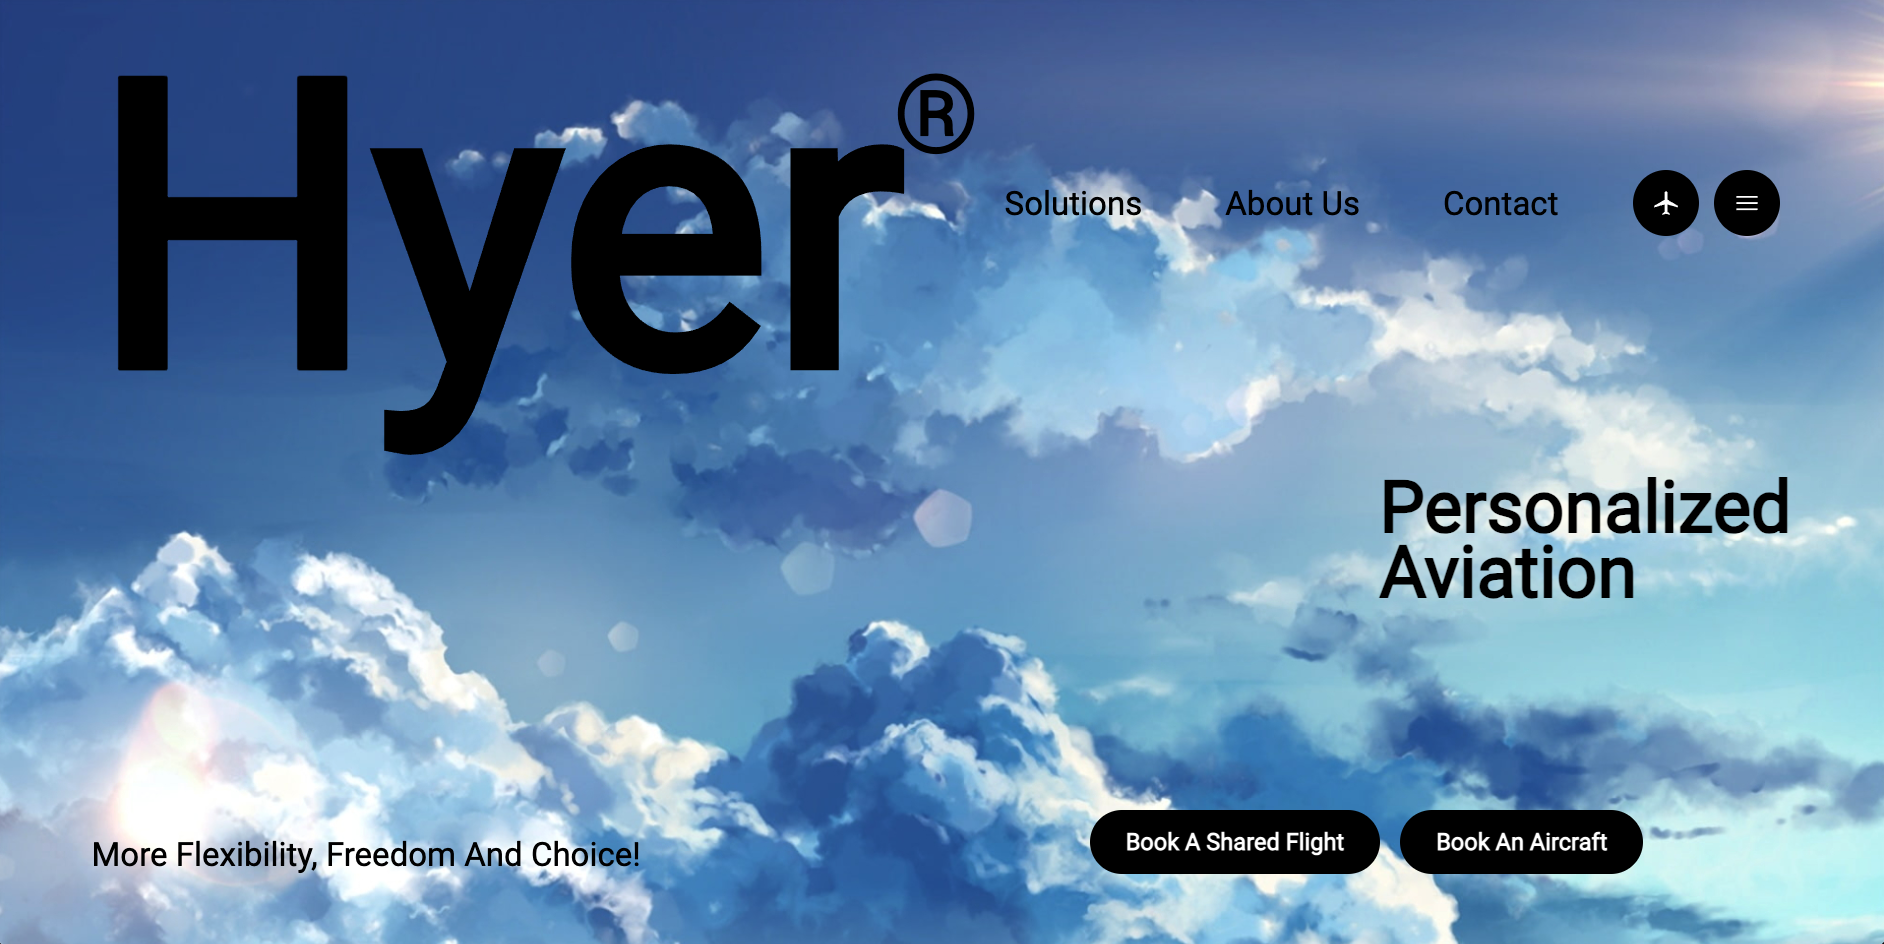 Hyer®
Solutions
About Us
Contact
Personalized
Aviation
More Flexibility, Freedom And Choice!
Book A Shared Flight
Book An Aircraft